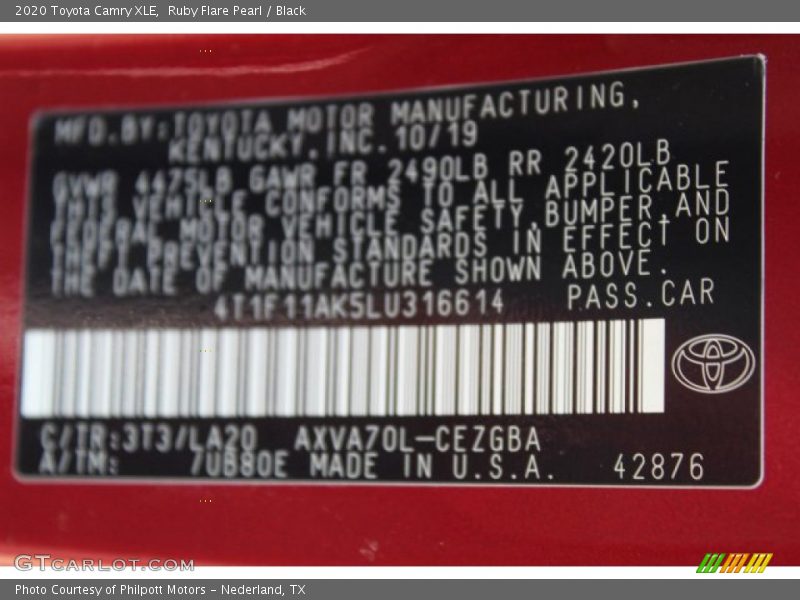 2020 Toyota Camry XLE,  Ruby Flare Pearl / Black
MFD.BY:TOYOTA MOTOR MANUFACTURING,
KENTUCKY,INC.10/19
GVWR 4475LB GAWR FR 2490LB RR 2420LB
THIS VEHICLE CONFORMS TO ALL APPLICABLE
FEDERAL MOTOR VEHICLE SAFETY,BUMPER,AND
THEFT PREVENTION STANDARDS IN EFFECT ON
THE DATE OF MANUFACTURE SHOWN ABOVE.
4T1F11AK5LU316614 PASS.CAR
C/TR:3T3/LA20 AXVA70L-CEZGBA
A/TM: /UB80E MADE IN U.S.A. 42876
GTCARLOT.COM
Photo Courtesy of Philpott Motors - Nederland, TX